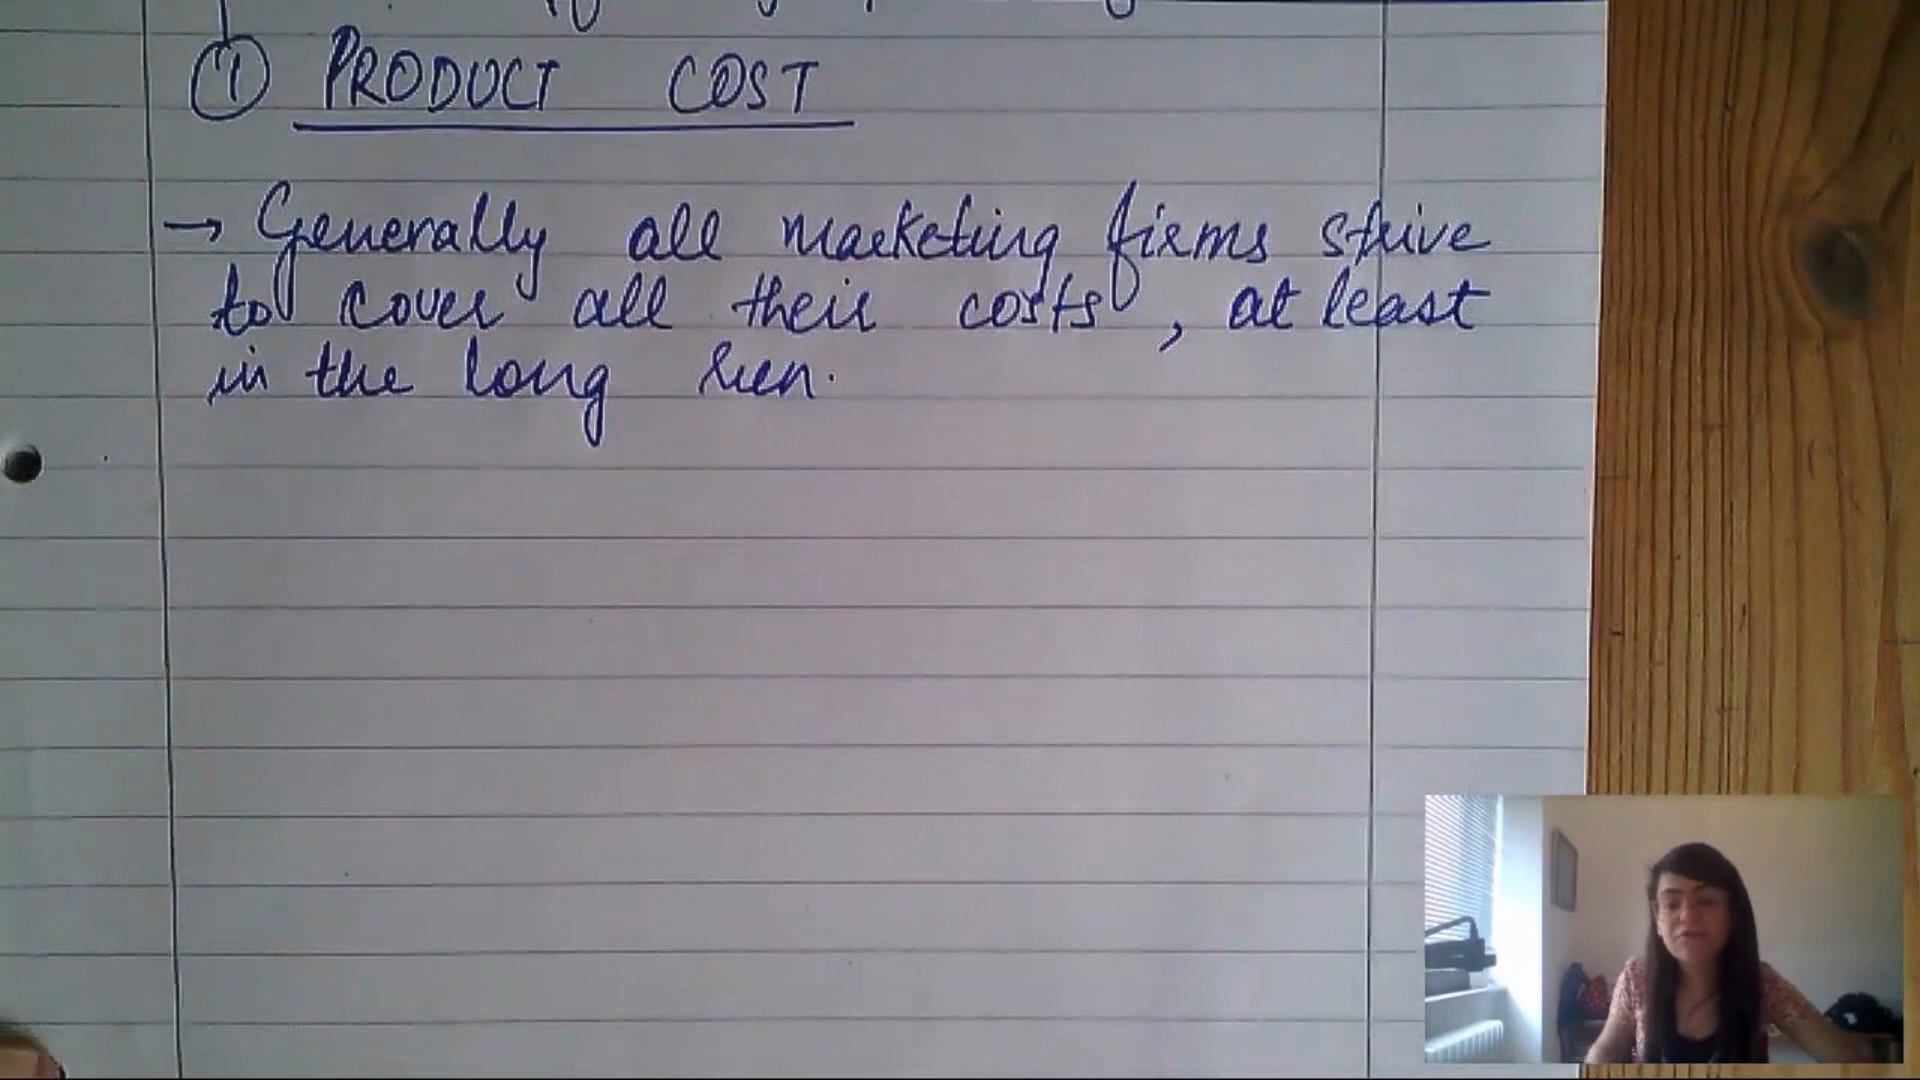 ① PRODUCT COST
→ Generally all marketing firms strive
to cover all their costs, at least
in the long run.